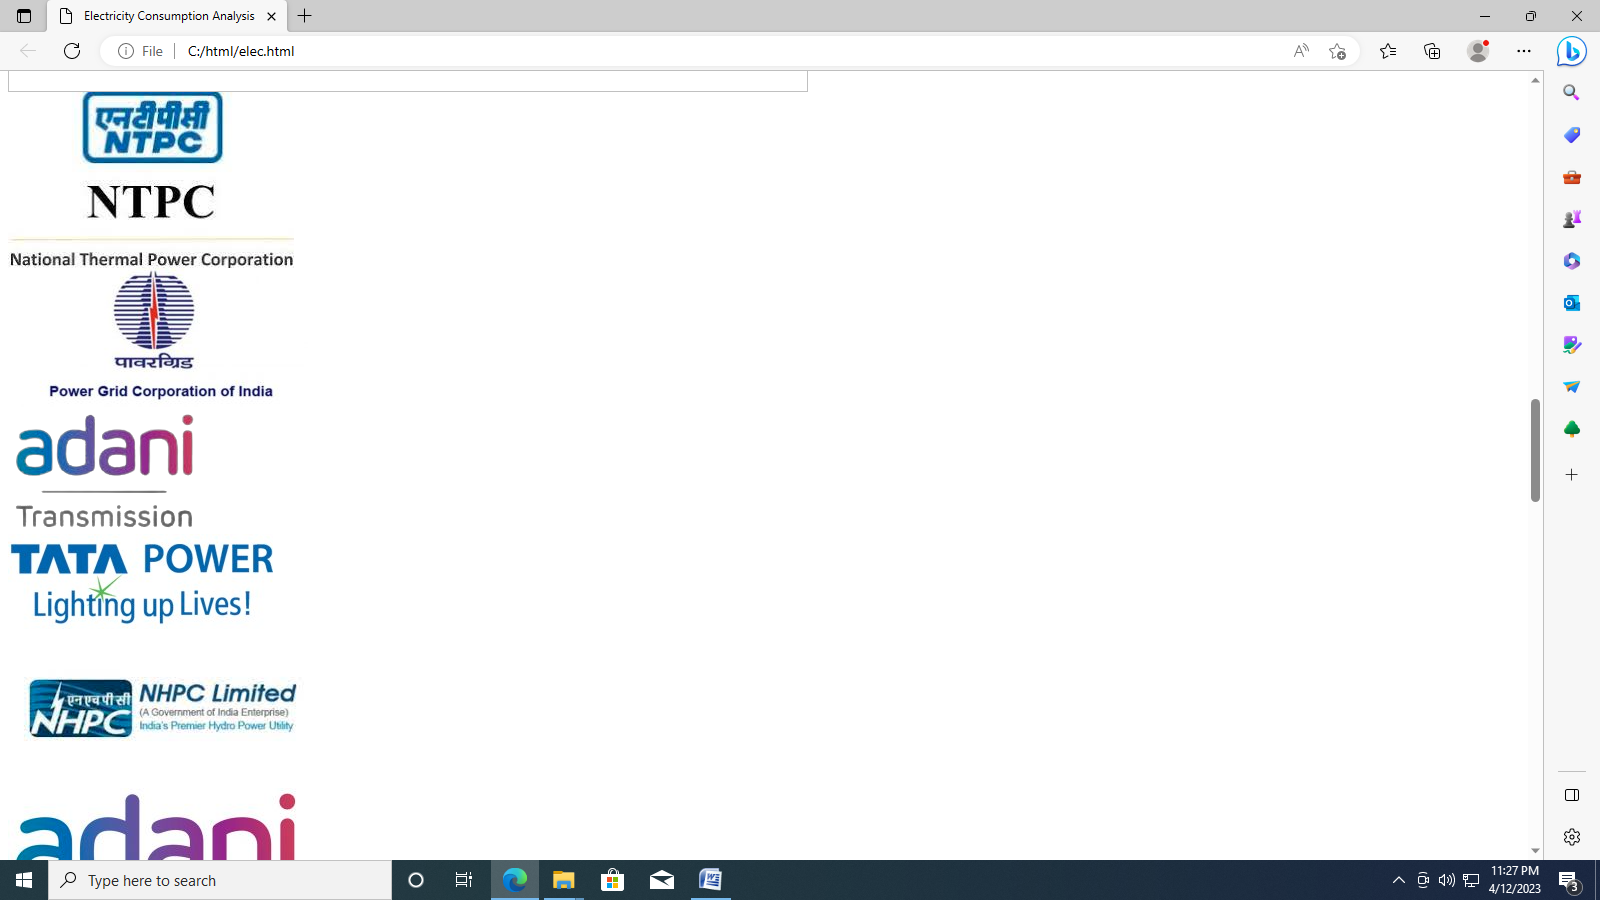 Electricity Consumption Analysis
File
C:/html/elec.html
एनटीपीसी
NTPC
NTPC
National Thermal Power Corporation
पावरग्रिड
Power Grid Corporation of India
adani
Transmission
TATA POWER
Lighting up Lives!
एनएचपीसी
NHPC
NHPC Limited
(A Government of India Enterprise)
India's Premier Hydro Power Utility
adani
Type here to search
11:27 PM
4/12/2023
3